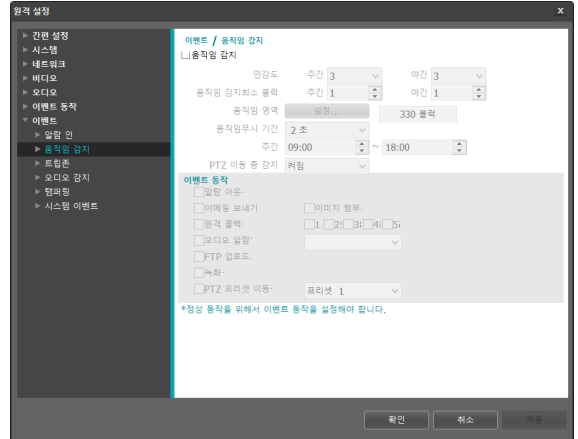 원격 설정
x
간편 설정
시스템
네트워크
비디오
오디오
이벤트 동작
이벤트
알람 인
움직임 감지
트립존
오디오 감지
탬퍼링
시스템 이벤트
이벤트 / 움직임 감지
움직임 감지
민감도 주간 3 야간 3
움직임 감지최소 블럭 주간 1 야간 1
움직임 영역 설정... 330 블럭
움직임무시 기간 2 초
주간 09:00 ~ 18:00
PTZ 이동 중 감지 켜짐
이벤트 동작
알람 아웃
이메일 보내기 이미지 첨부
원격 콜백 1 2 3 4 5
오디오 알람
FTP 업로드
녹화
PTZ 프리셋 이동 프리셋 1
*정상 동작을 위해서 이벤트 동작을 설정해야 합니다.
확인 취소 적용